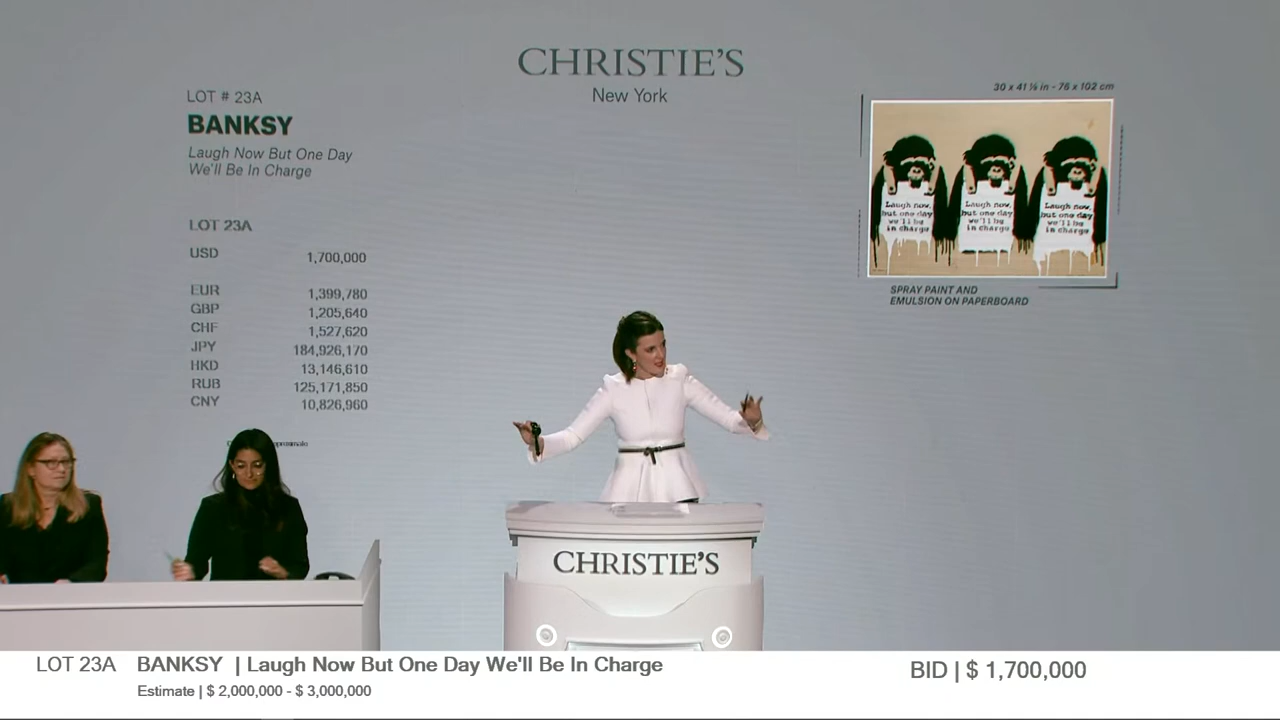 CHRISTIE'S
New York
LOT # 23A
BANKSY
Laugh Now But One Day
We'll Be In Charge
LOT 23A
USD 1,700,000
EUR 1,399,780
GBP 1,205,640
CHF 1,527,620
JPY 184,926,170
HKD 13,146,610
RUB 125,171,850
CNY 10,826,960
30 x 41 ⅛ in - 76 x 102 cm
Laugh now,
but one day
we'll be
in charge
Laugh now,
but one day
we'll be
in charge
Laugh now,
but one day
we'll be
in charge
SPRAY PAINT AND
EMULSION ON PAPERBOARD
CHRISTIE'S
LOT 23A BANKSY | Laugh Now But One Day We'll Be In Charge
Estimate | $ 2,000,000 - $ 3,000,000
BID | $ 1,700,000